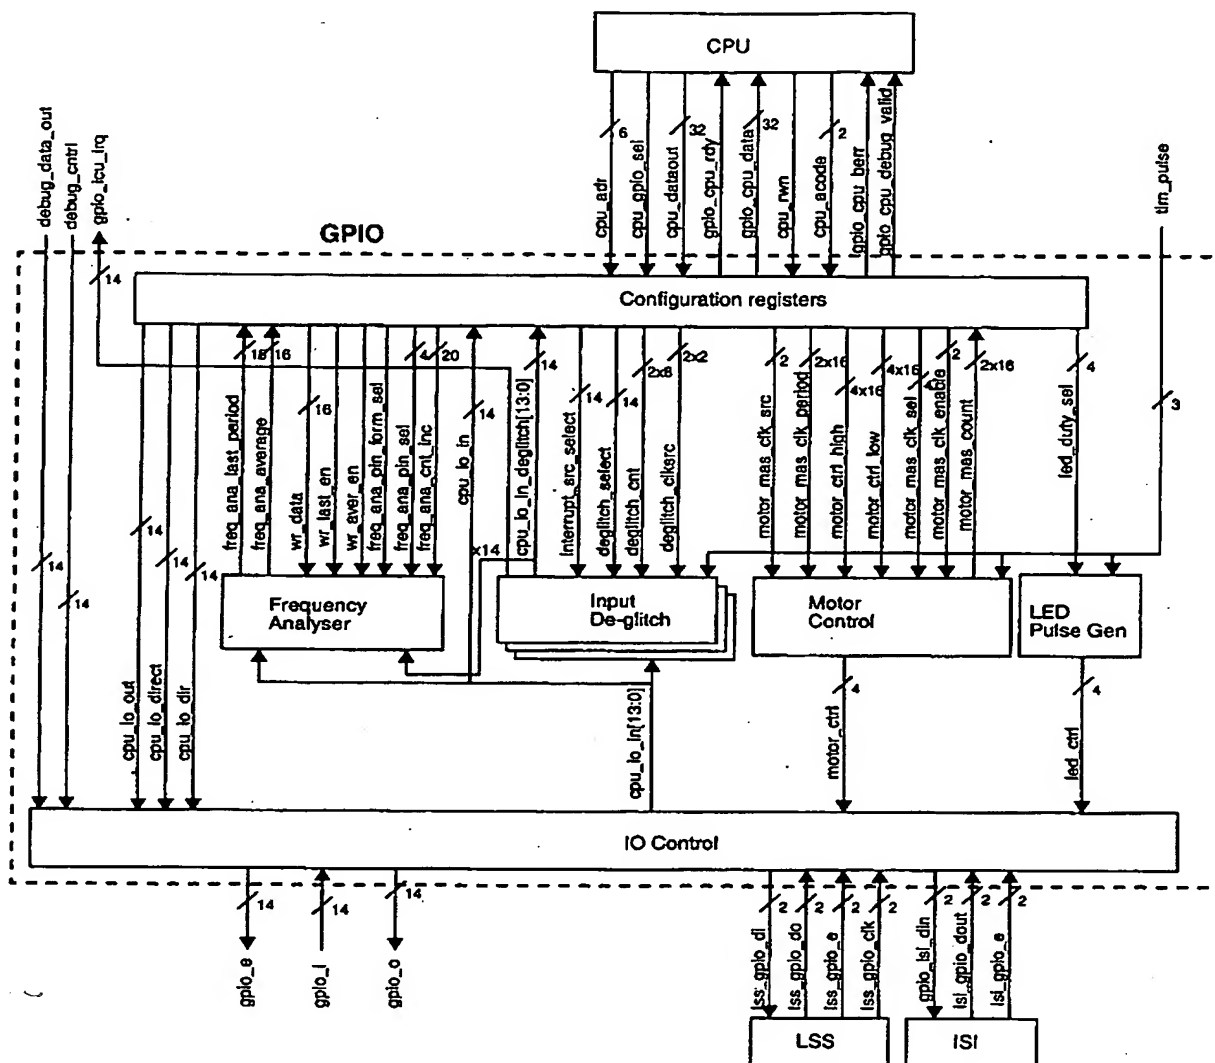 CPU
debug_data_out
debug_cntrl
gpio_icu_irq
6
32
32
2
cpu_adr
cpu_gpio_sel
cpu_dataout
gpio_cpu_rdy
gpio_cpu_data
cpu_rwn
cpu_acode
gpio_cpu_berr
gpio_cpu_debug_valid
tim_pulse
GPIO
14
Configuration registers
16
4
20
14
14
14
14
2x8
2x2
2
2x16
4x16
4x16
4
2
2x16
4
3
16
freq_ana_last_period
freq_ana_average
wr_data
wr_last_en
wr_aver_en
freq_ana_pin_form_sel
freq_ana_pin_sel
freq_ana_cnt_inc
cpu_io_in
cpu_io_in_deglitch[13:0]
interrupt_src_select
deglitch_select
deglitch_cnt
deglitch_clksrc
motor_mas_clk_src
motor_mas_clk_period
motor_ctrl_high
motor_ctrl_low
motor_mas_clk_sel
motor_mas_clk_enable
motor_mas_count
led_duty_sel
14
14
14
14
14
x14
Frequency
Analyser
Input
De-glitch
Motor
Control
LED
Pulse Gen
cpu_io_out
cpu_io_direct
cpu_io_dir
cpu_io_in[13:0]
motor_ctrl
4
led_ctrl
4
IO Control
14
14
14
2
2
2
2
2
2
2
gpio_e
gpio_i
gpio_o
lss_gpio_di
lss_gpio_do
lss_gpio_e
lss_gpio_clk
gpio_isi_din
isi_gpio_dout
isi_gpio_e
LSS
ISI